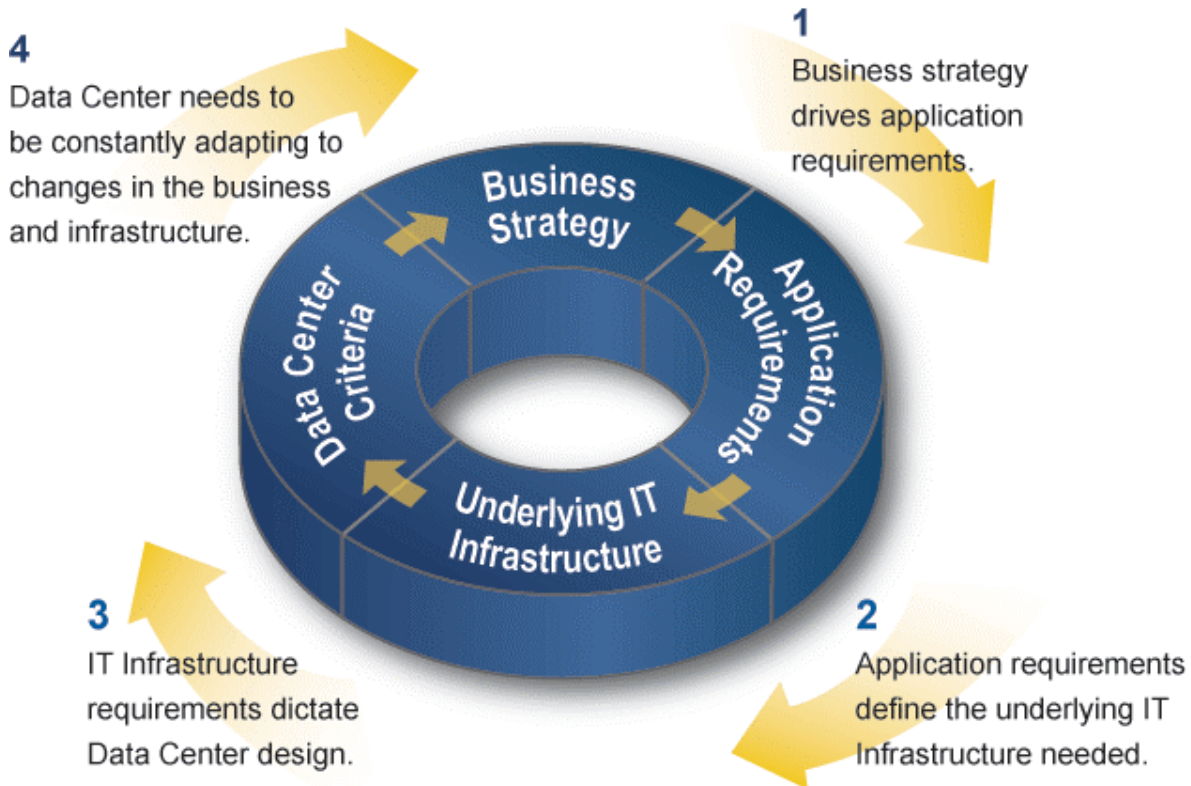 4
Data Center needs to
be constantly adapting to
changes in the business
and infrastructure.
1
Business strategy
drives application
requirements.
Business
Strategy
Application
Requirements
Underlying IT
Infrastructure
Data Center
Criteria
3
IT Infrastructure
requirements dictate
Data Center design.
2
Application requirements
define the underlying IT
Infrastructure needed.